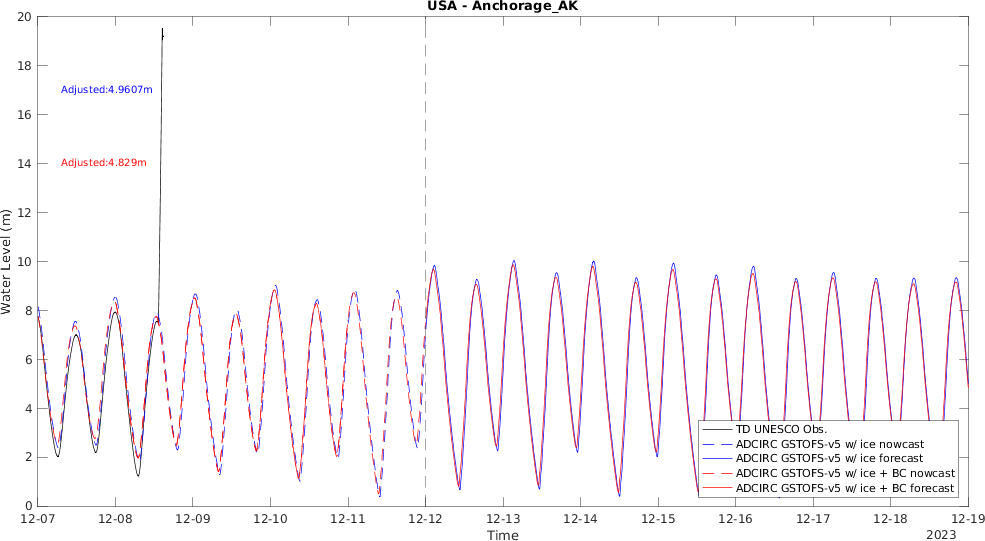 USA - Anchorage_AK
20
18
16
14
12
10
8
6
4
2
0
Water Level (m)
Adjusted:4.9607m
Adjusted:4.829m
TD UNESCO Obs.
ADCIRC GSTOFS-v5 w/ ice nowcast
ADCIRC GSTOFS-v5 w/ ice forecast
ADCIRC GSTOFS-v5 w/ ice + BC nowcast
ADCIRC GSTOFS-v5 w/ ice + BC forecast
12-07 12-08 12-09 12-10 12-11 12-12 12-13 12-14 12-15 12-16 12-17 12-18 12-19
Time
2023